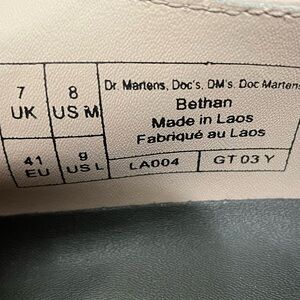 7 UK
8 US M
Dr. Martens, Doc's, DM's, Doc Martens
Bethan
Made in Laos
Fabriqué au Laos
41 EU
9 US L
LA004
GT 03 Y